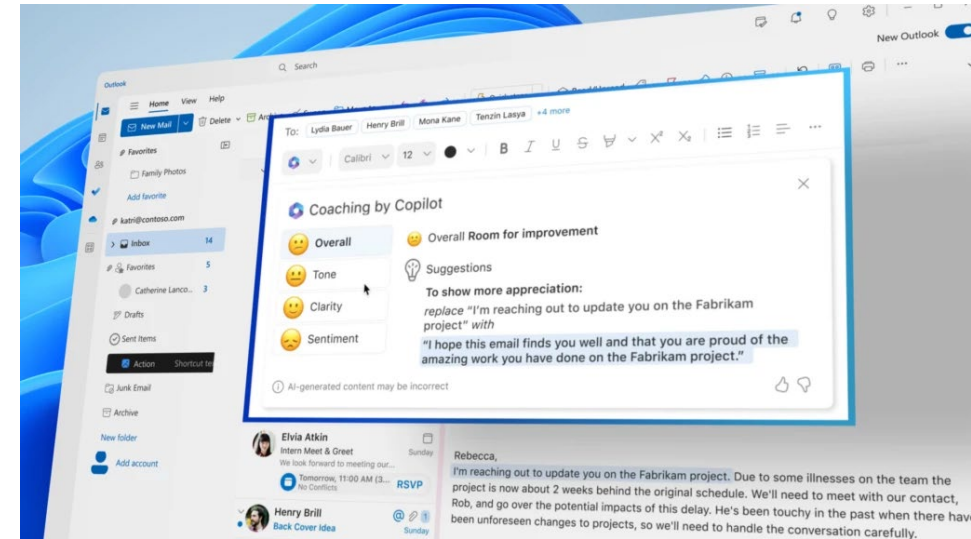 New Outlook
Outlook
Search
Home View Help
New Mail
Delete
Favorites
Family Photos
Add favorite
katri@contoso.com
Inbox 14
Favorites 5
Catherine Lanco... 3
Drafts
Sent Items
Action Shortcut
Junk Email
Archive
New folder
Add account
To: Lydia Bauer Henry Brill Mona Kane Tenzin Lasya +4 more
Calibri 12 B I U S X² X₂
Coaching by Copilot
Overall
Tone
Clarity
Sentiment
Overall Room for improvement
Suggestions
To show more appreciation:
replace “I'm reaching out to update you on the Fabrikam
project” with
“I hope this email finds you well and that you are proud of the
amazing work you have done on the Fabrikam project.”
AI-generated content may be incorrect
Elvia Atkin
Intern Meet & Greet Sunday
We look forward to meeting our...
Tomorrow, 11:00 AM (3...
No Conflicts
RSVP
Henry Brill
Back Cover Idea
@ 1
Sunday
Rebecca,
I'm reaching out to update you on the Fabrikam project. Due to some illnesses on the team the
project is now about 2 weeks behind the original schedule. We'll need to meet with our contact,
Rob, and go over the potential impacts of this delay. He's been touchy in the past when there have
been unforeseen changes to projects, so we'll need to handle the conversation carefully.